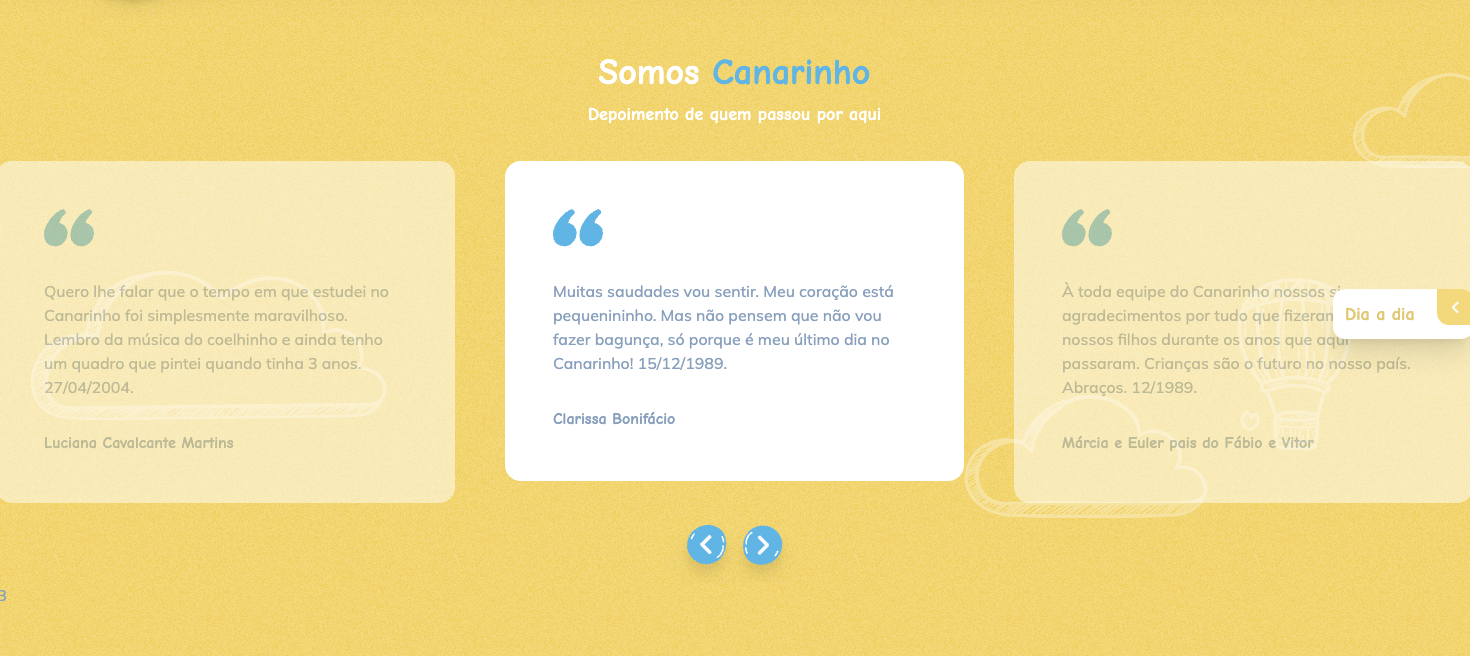 Somos Canarinho
Depoimento de quem passou por aqui
Quero lhe falar que o tempo em que estudei no
Canarinho foi simplesmente maravilhoso.
Lembro da música do coelhinho e ainda tenho
um quadro que pintei quando tinha 3 anos.
27/04/2004.
Luciana Cavalcante Martins
Muitas saudades vou sentir. Meu coração está
pequenininho. Mas não pensem que não vou
fazer bagunça, só porque é meu último dia no
Canarinho! 15/12/1989.
Clarissa Bonifácio
À toda equipe do Canarinho nossos
agradecimentos por tudo que fizeram
nossos filhos durante os anos que aqui
passaram. Crianças são o futuro no nosso país.
Abraços. 12/1989.
Márcia e Euler pais do Fábio e Vitor
Dia a dia